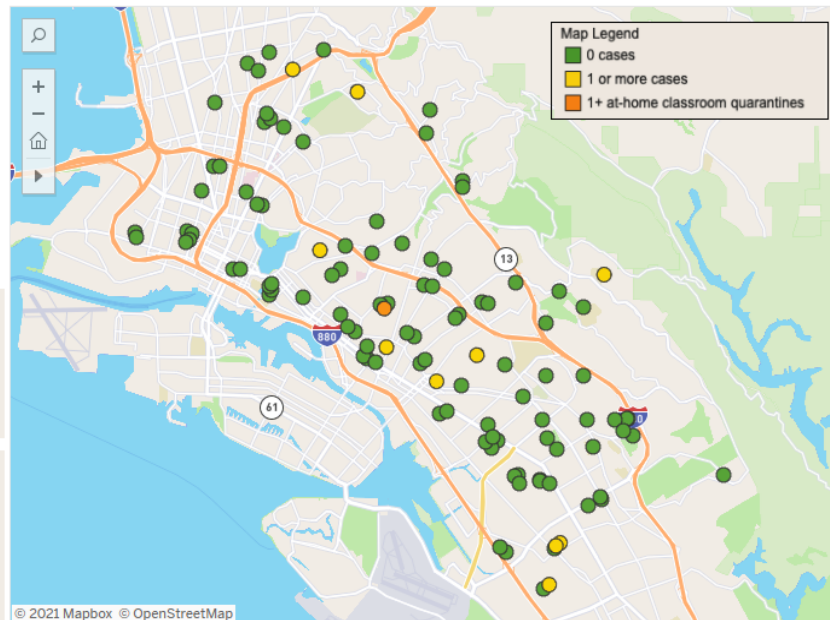 Map Legend
0 cases
1 or more cases
1+ at-home classroom quarantines
13
880
61
© 2021 Mapbox © OpenStreetMap